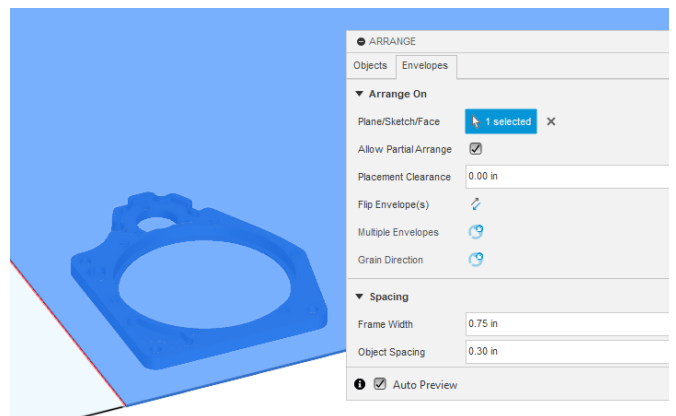 ARRANGE
Objects Envelopes
Arrange On
Plane/Sketch/Face 1 selected
Allow Partial Arrange
Placement Clearance 0.00 in
Flip Envelope(s)
Multiple Envelopes
Grain Direction
Spacing
Frame Width 0.75 in
Object Spacing 0.30 in
Auto Preview